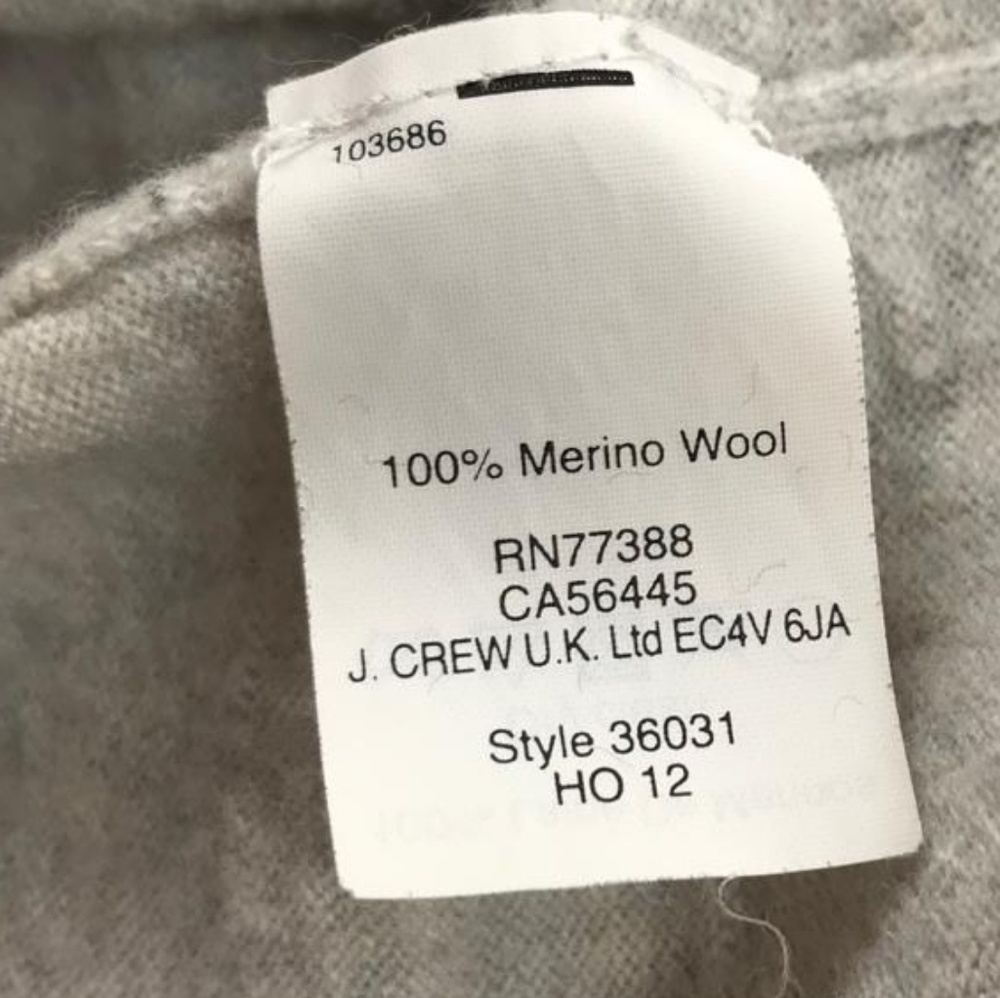 103686
100% Merino Wool
RN77388
CA56445
J. CREW U.K. Ltd EC4V 6JA
Style 36031
HO 12